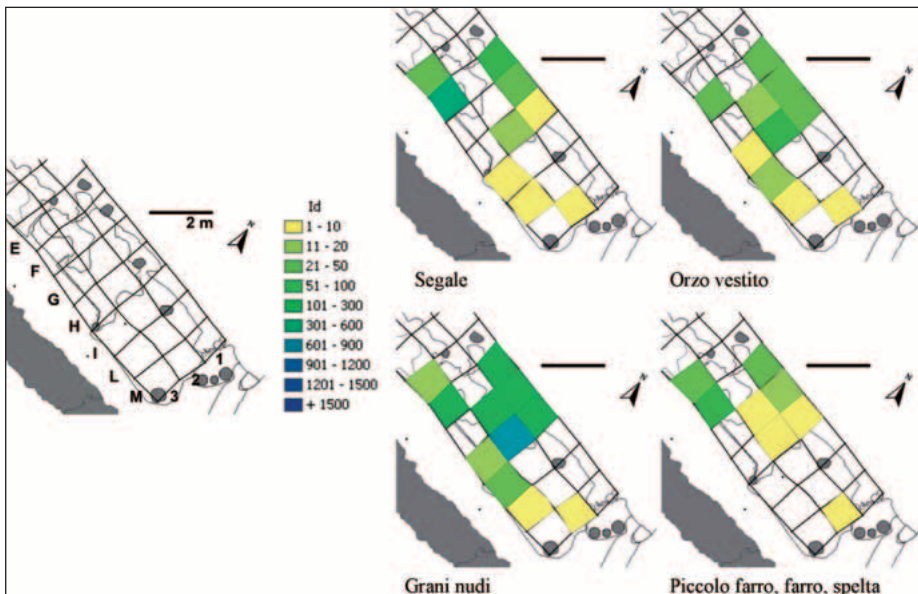 2 m
N
E
F
G
H
I
L
M
1
2
3
Id
1 - 10
11 - 20
21 - 50
51 - 100
101 - 300
301 - 600
601 - 900
901 - 1200
1201 - 1500
+ 1500
N
Segale
N
Orzo vestito
N
Grani nudi
N
Piccolo farro, farro, spelta